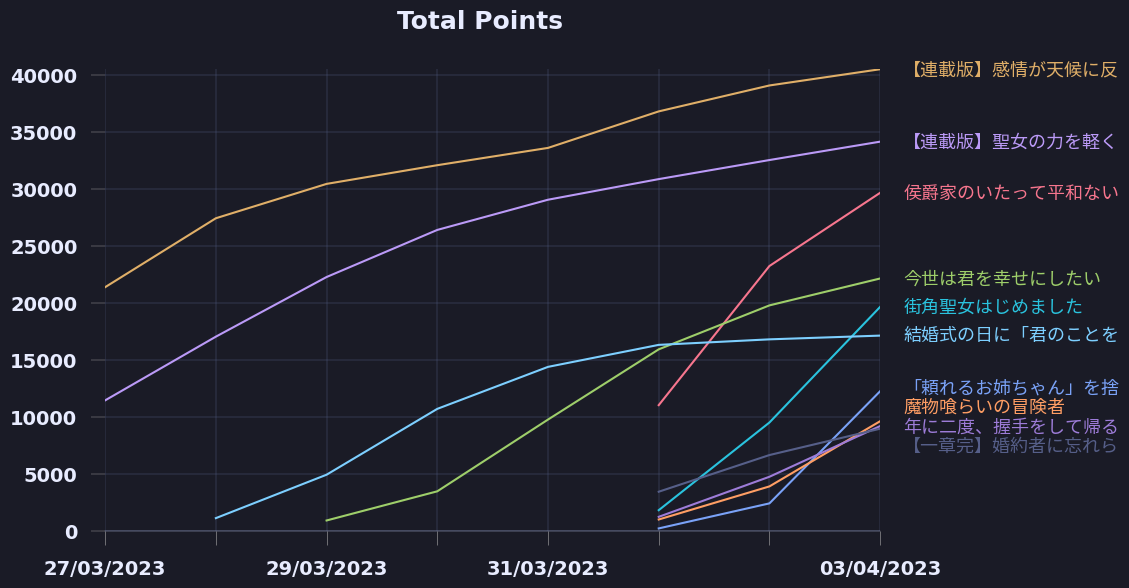 Total Points
40000
35000
30000
25000
20000
15000
10000
5000
0
27/03/2023
29/03/2023
31/03/2023
03/04/2023
【連載版】感情が天候に反
【連載版】聖女の力を軽く
侯爵家のいたって平和ない
今世は君を幸せにしたい
街角聖女はじめました
結婚式の日に「君のことを
「頼れるお姉ちゃん」を捨
魔物喰らいの冒険者
年に二度、握手をして帰る
【一章完】婚約者に忘れら